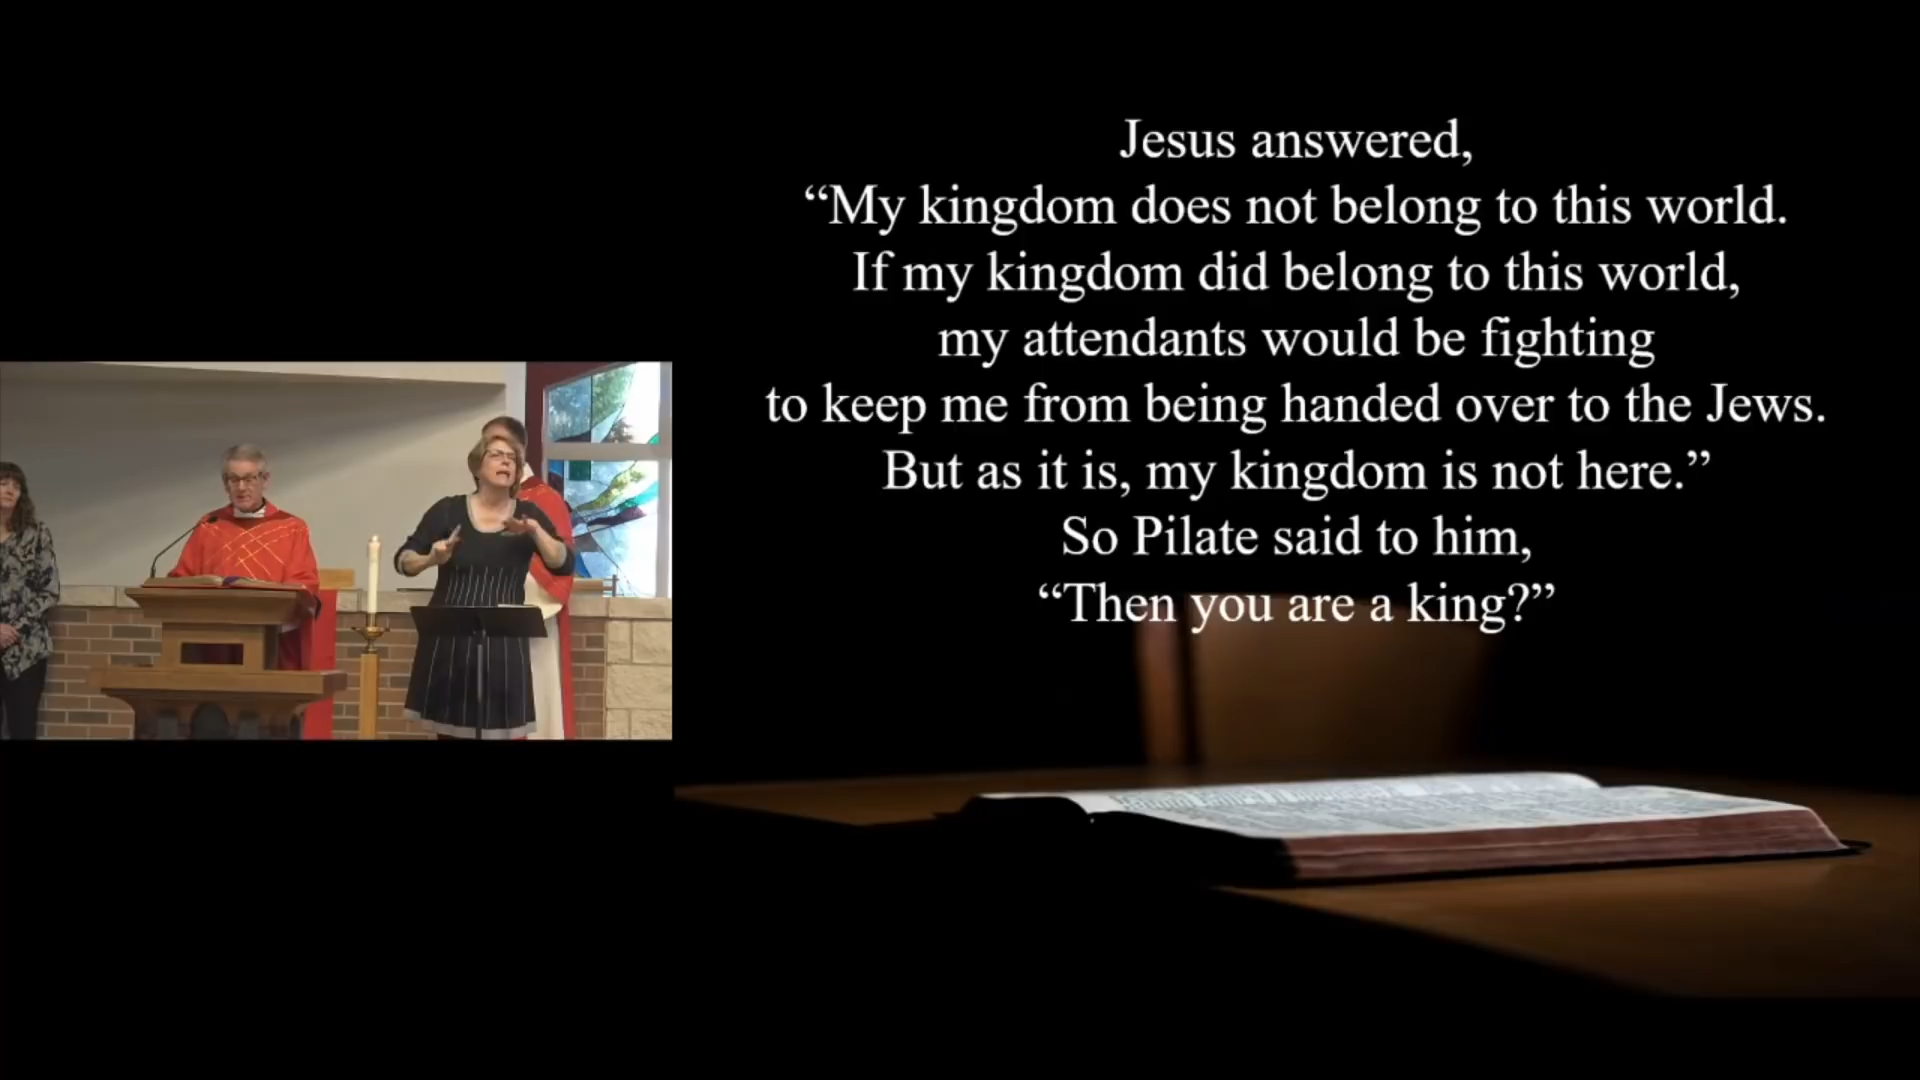 Jesus answered,
“My kingdom does not belong to this world.
If my kingdom did belong to this world,
my attendants would be fighting
to keep me from being handed over to the Jews.
But as it is, my kingdom is not here.”
So Pilate said to him,
“Then you are a king?”